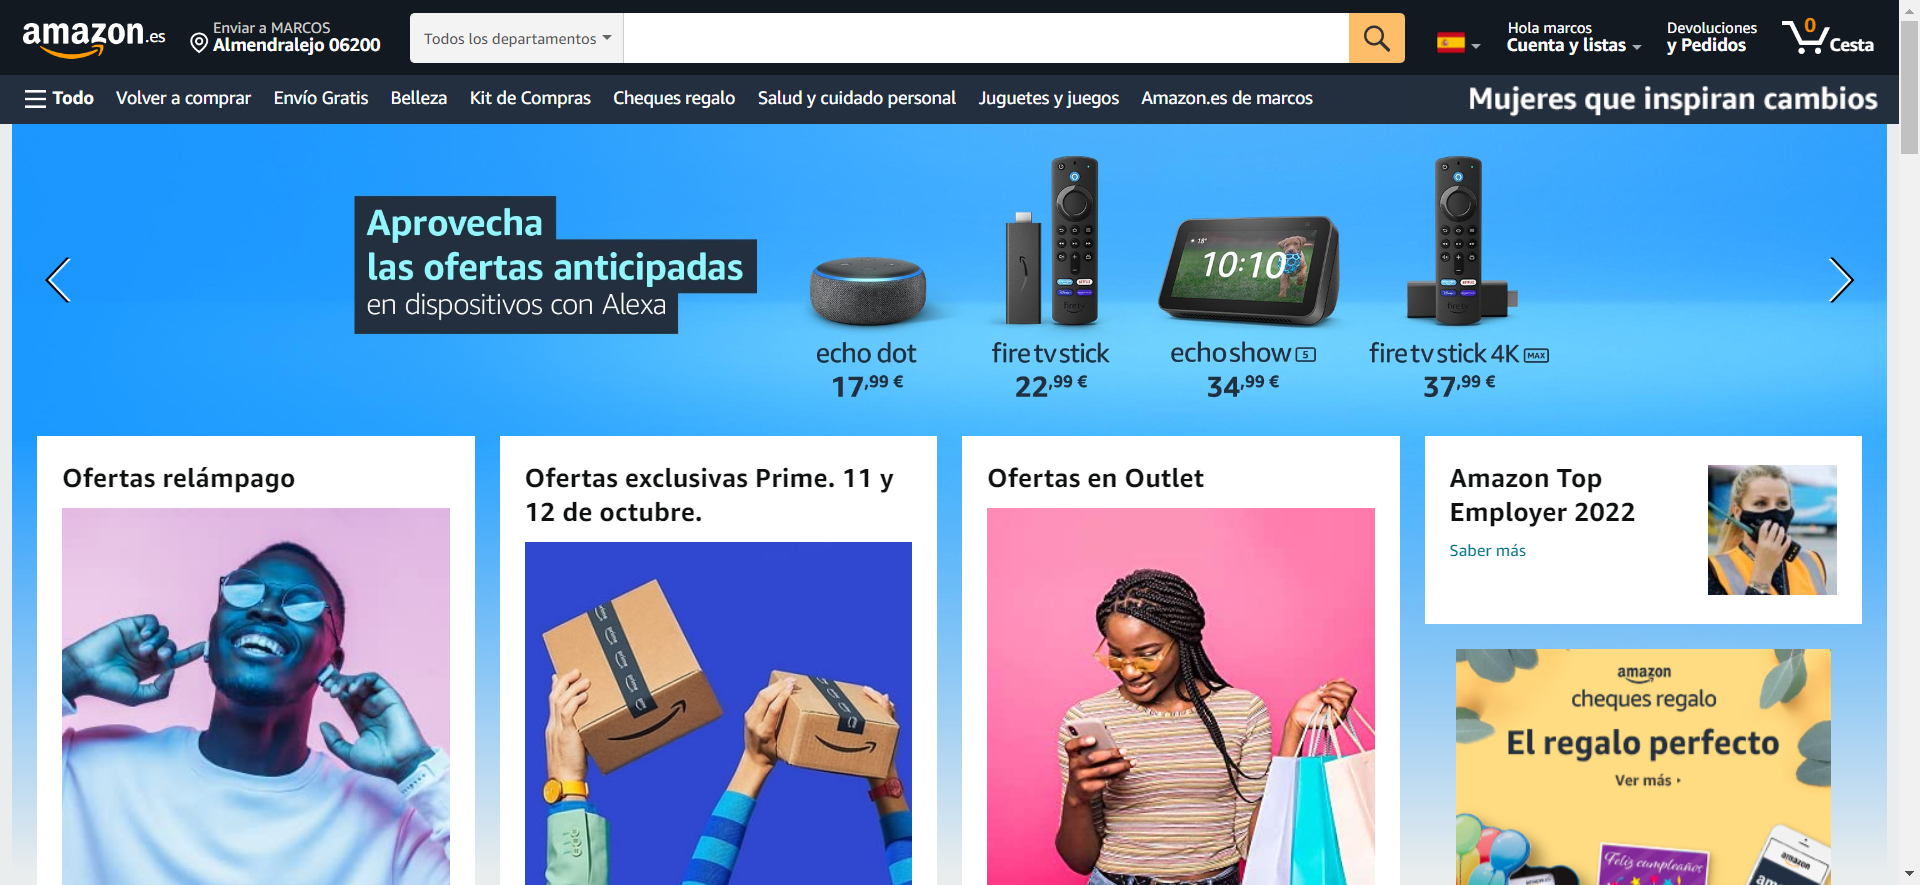 amazon.es
Enviar a MARCOS
Almendralejo 06200
Todos los departamentos
Hola marcos
Cuenta y listas
Devoluciones
y Pedidos
0
Cesta
Todo
Volver a comprar
Envío Gratis
Belleza
Kit de Compras
Cheques regalo
Salud y cuidado personal
Juguetes y juegos
Amazon.es de marcos
Mujeres que inspiran cambios
Aprovecha
las ofertas anticipadas
en dispositivos con Alexa
10:10
echo dot
17,99 €
fire tv stick
22,99 €
echo show 5
34,99 €
fire tv stick 4K MAX
37,99 €
Ofertas relámpago
Ofertas exclusivas Prime. 11 y
12 de octubre.
prime
Ofertas en Outlet
Amazon Top
Employer 2022
Saber más
amazon
cheques regalo
El regalo perfecto
Ver más
Feliz cumpleaños
amazon